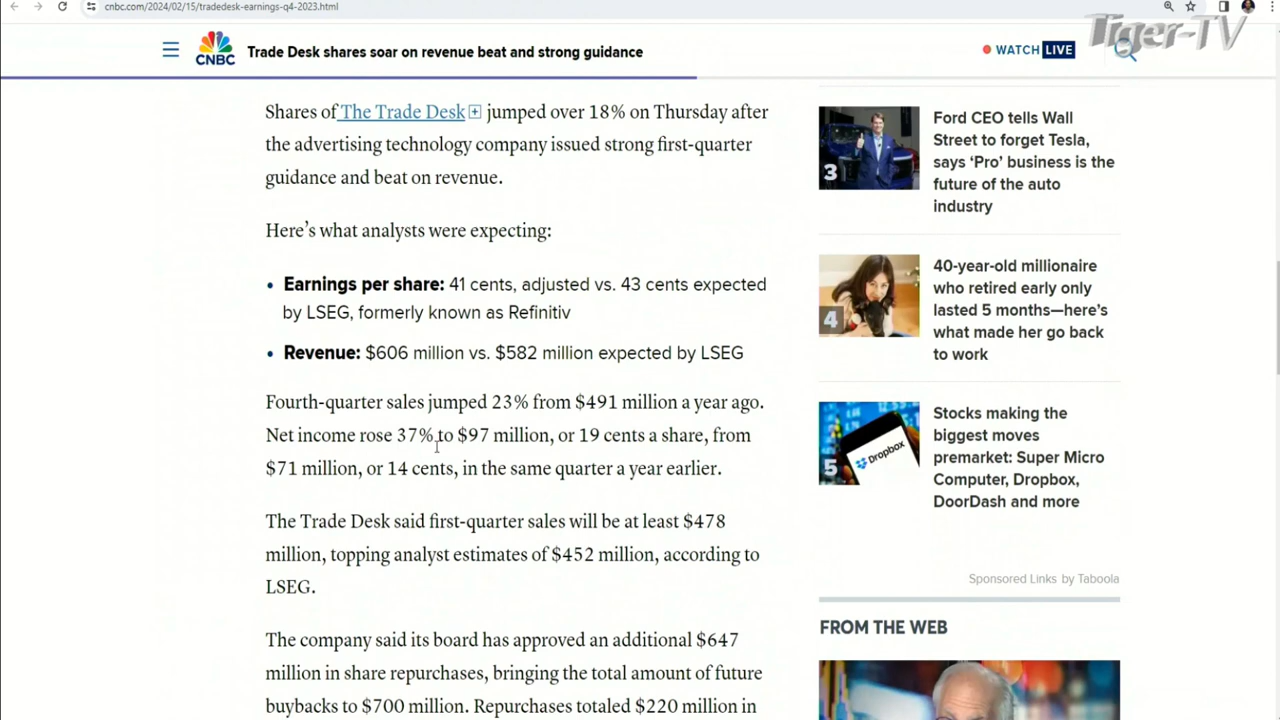 cnbc.com/2024/02/15/tradedesk-earnings-q4-2023.html
Tiger-TV
CNBC
Trade Desk shares soar on revenue beat and strong guidance
WATCH LIVE
Shares of The Trade Desk jumped over 18% on Thursday after
the advertising technology company issued strong first-quarter
guidance and beat on revenue.
Here’s what analysts were expecting:
• Earnings per share: 41 cents, adjusted vs. 43 cents expected
by LSEG, formerly known as Refinitiv
• Revenue: $606 million vs. $582 million expected by LSEG
Fourth-quarter sales jumped 23% from $491 million a year ago.
Net income rose 37% to $97 million, or 19 cents a share, from
$71 million, or 14 cents, in the same quarter a year earlier.
The Trade Desk said first-quarter sales will be at least $478
million, topping analyst estimates of $452 million, according to
LSEG.
The company said its board has approved an additional $647
million in share repurchases, bringing the total amount of future
buybacks to $700 million. Repurchases totaled $220 million in
3
Ford CEO tells Wall
Street to forget Tesla,
says ‘Pro’ business is the
future of the auto
industry
4
40-year-old millionaire
who retired early only
lasted 5 months—here’s
what made her go back
to work
5
Dropbox
Stocks making the
biggest moves
premarket: Super Micro
Computer, Dropbox,
DoorDash and more
Sponsored Links by Taboola
FROM THE WEB